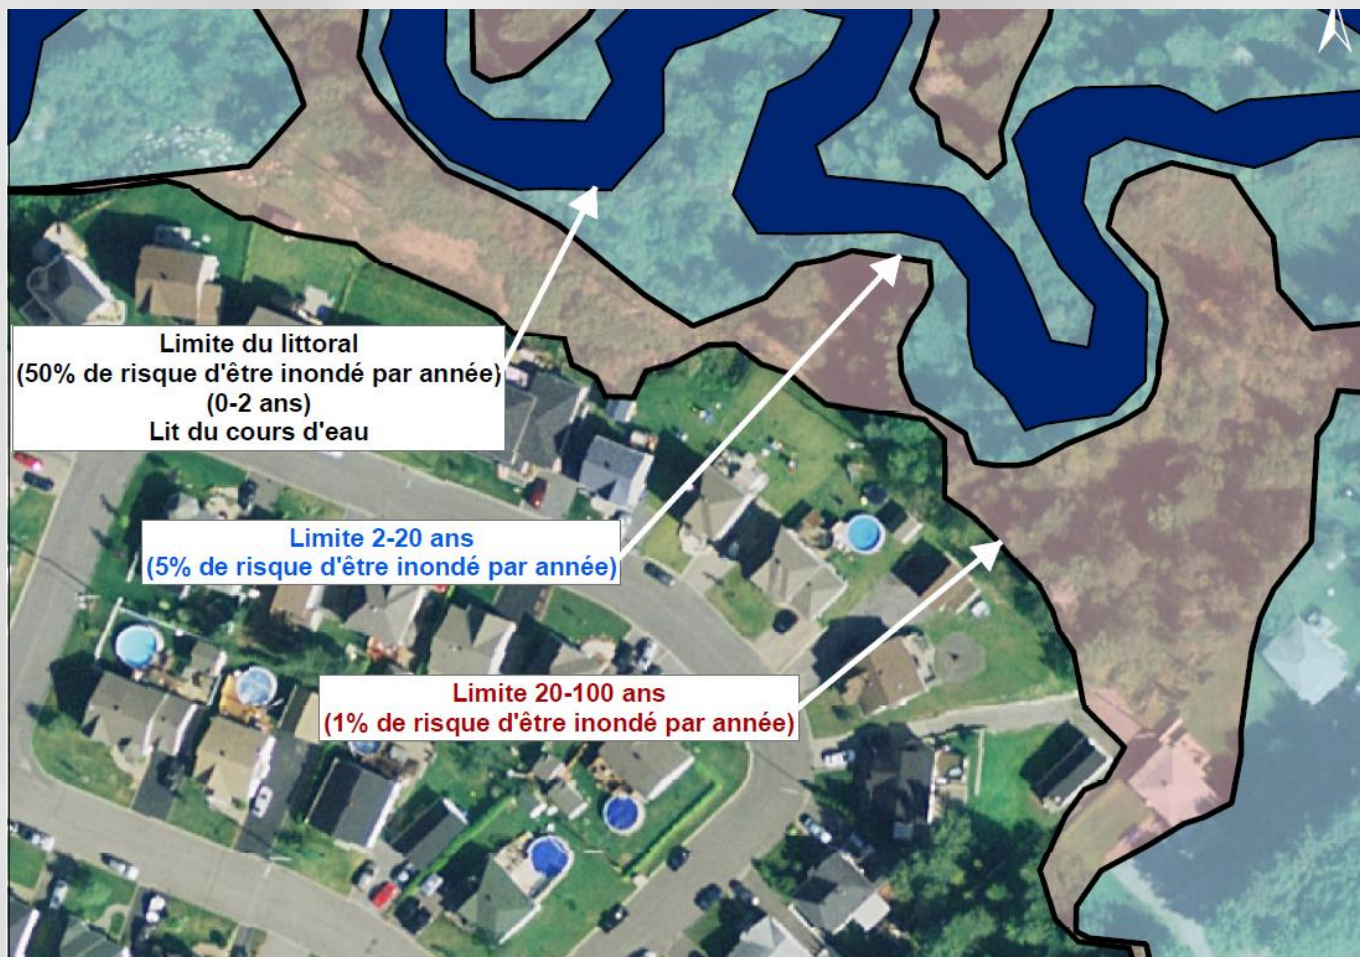 Limite du littoral
(50% de risque d'être inondé par année)
(0-2 ans)
Lit du cours d'eau
Limite 2-20 ans
(5% de risque d'être inondé par année)
Limite 20-100 ans
(1% de risque d'être inondé par année)